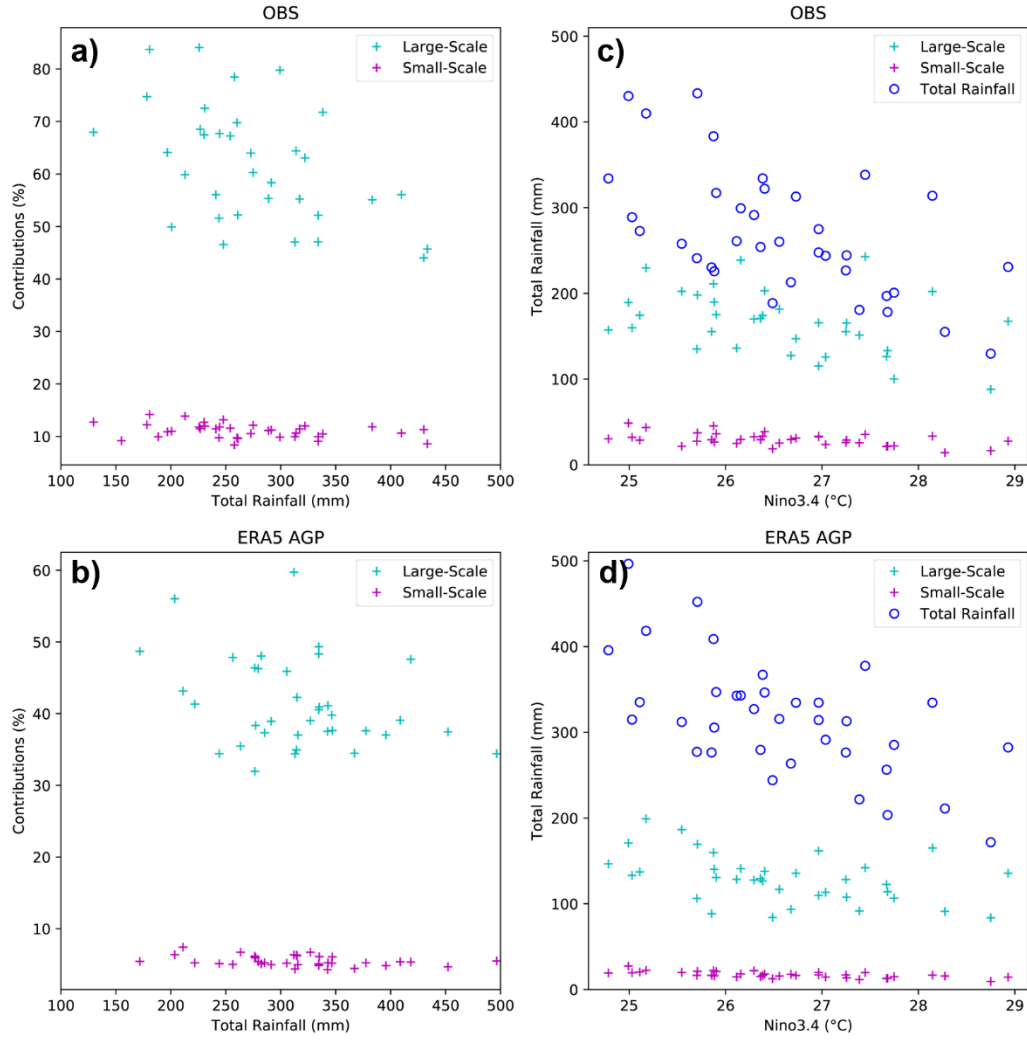 OBS
a)
Large-Scale
Small-Scale
80
70
60
50
40
30
20
10
Contributions (%)
100 150 200 250 300 350 400 450 500
Total Rainfall (mm)
OBS
c)
Large-Scale
Small-Scale
Total Rainfall
500
400
300
200
100
0
Total Rainfall (mm)
25 26 27 28 29
Nino3.4 (°C)
ERA5 AGP
b)
Large-Scale
Small-Scale
60
50
40
30
20
10
Contributions (%)
100 150 200 250 300 350 400 450 500
Total Rainfall (mm)
ERA5 AGP
d)
Large-Scale
Small-Scale
Total Rainfall
500
400
300
200
100
0
Total Rainfall (mm)
25 26 27 28 29
Nino3.4 (°C)